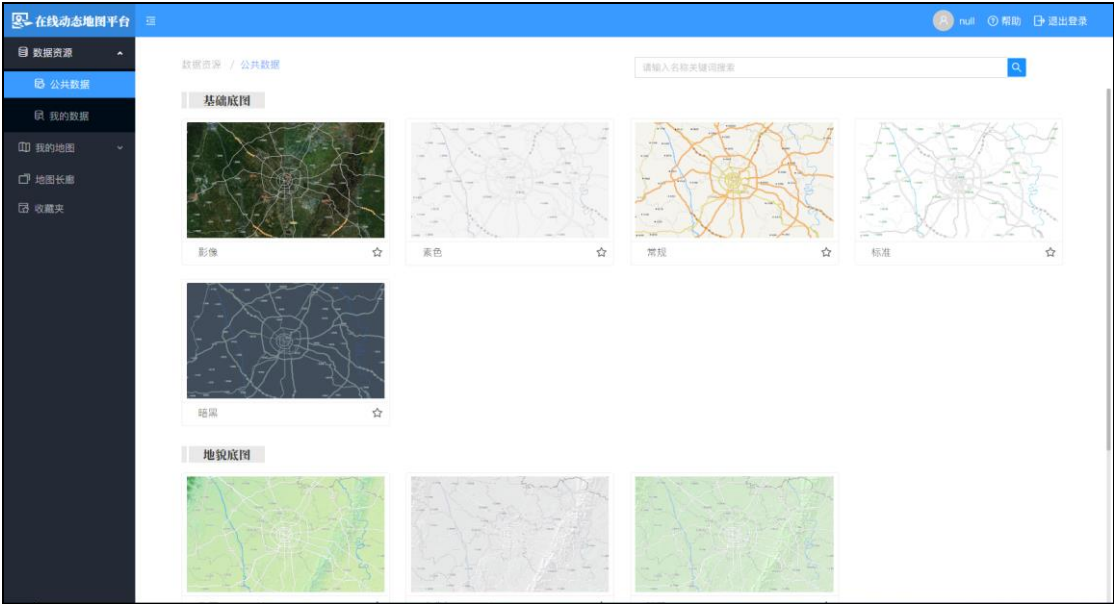 在线动态地图平台
null 帮助 退出登录
数据资源
公共数据
我的数据
我的地图
地图长廊
收藏夹
数据资源 / 公共数据
请输入名称关键词搜索
基础底图
影像
素色
常规
标准
暗黑
地貌底图